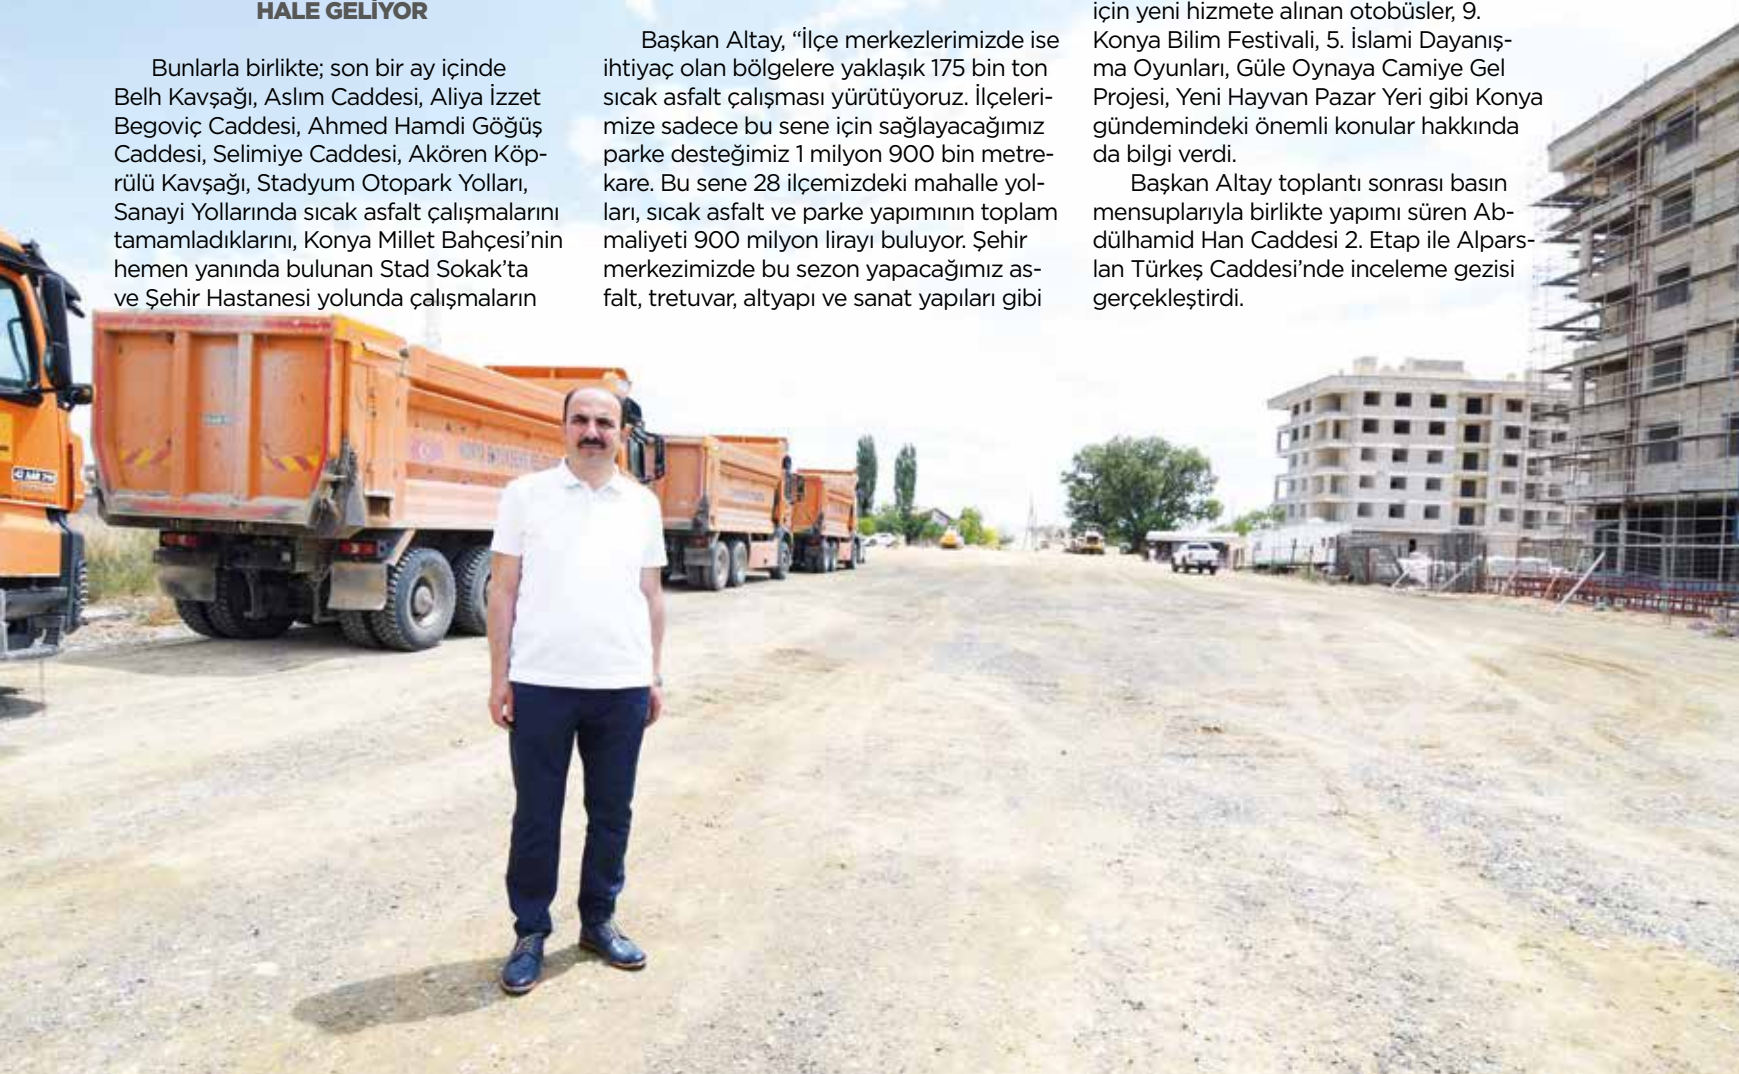 HALE GELİYOR
Bunlarla birlikte; son bir ay içinde
Belh Kavşağı, Aslım Caddesi, Aliya İzzet
Begoviç Caddesi, Ahmed Hamdi Göğüş
Caddesi, Selimiye Caddesi, Akören Köp-
rülü Kavşağı, Stadyum Otopark Yolları,
Sanayi Yollarında sıcak asfalt çalışmalarını
tamamladıklarını, Konya Millet Bahçesi’nin
hemen yanında bulunan Stad Sokak’ta
ve Şehir Hastanesi yolunda çalışmaların
Başkan Altay, “İlçe merkezlerimizde ise
ihtiyaç olan bölgelere yaklaşık 175 bin ton
sıcak asfalt çalışması yürütüyoruz. İlçeleri-
mize sadece bu sene için sağlayacağımız
parke desteğimiz 1 milyon 900 bin metre-
kare. Bu sene 28 ilçemizdeki mahalle yol-
ları, sıcak asfalt ve parke yapımının toplam
maliyeti 900 milyon lirayı buluyor. Şehir
merkezimizde bu sezon yapacağımız as-
falt, tretuvar, altyapı ve sanat yapıları gibi
için yeni hizmete alınan otobüsler, 9.
Konya Bilim Festivali, 5. İslami Dayanış-
ma Oyunları, Güle Oynaya Camiye Gel
Projesi, Yeni Hayvan Pazar Yeri gibi Konya
gündemindeki önemli konular hakkında
da bilgi verdi.
Başkan Altay toplantı sonrası basın
mensuplarıyla birlikte yapımı süren Ab-
dülhamid Han Caddesi 2. Etap ile Alpars-
lan Türkeş Caddesi’nde inceleme gezisi
gerçekleştirdi.